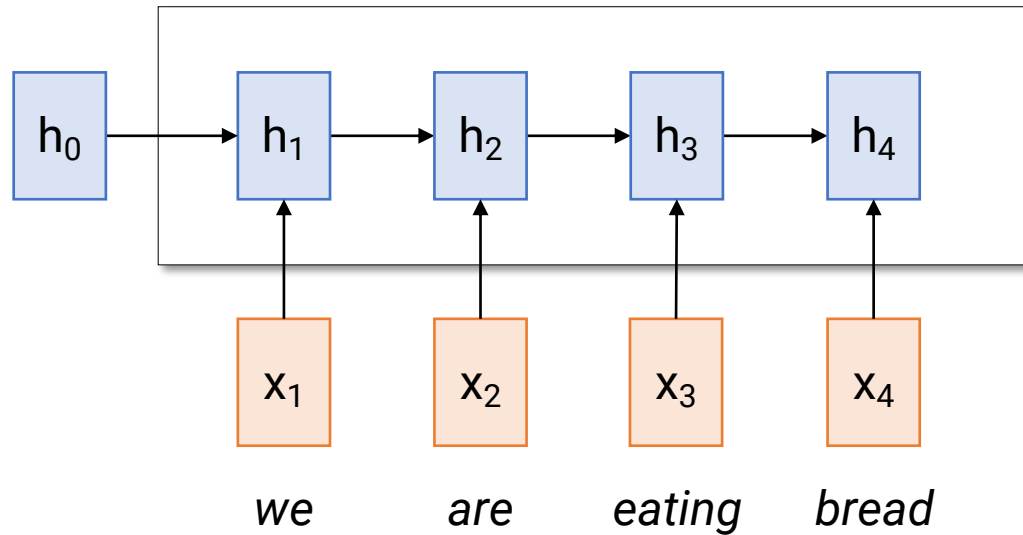 h₀ h₁ h₂ h₃ h₄
x₁ x₂ x₃ x₄
we are eating bread